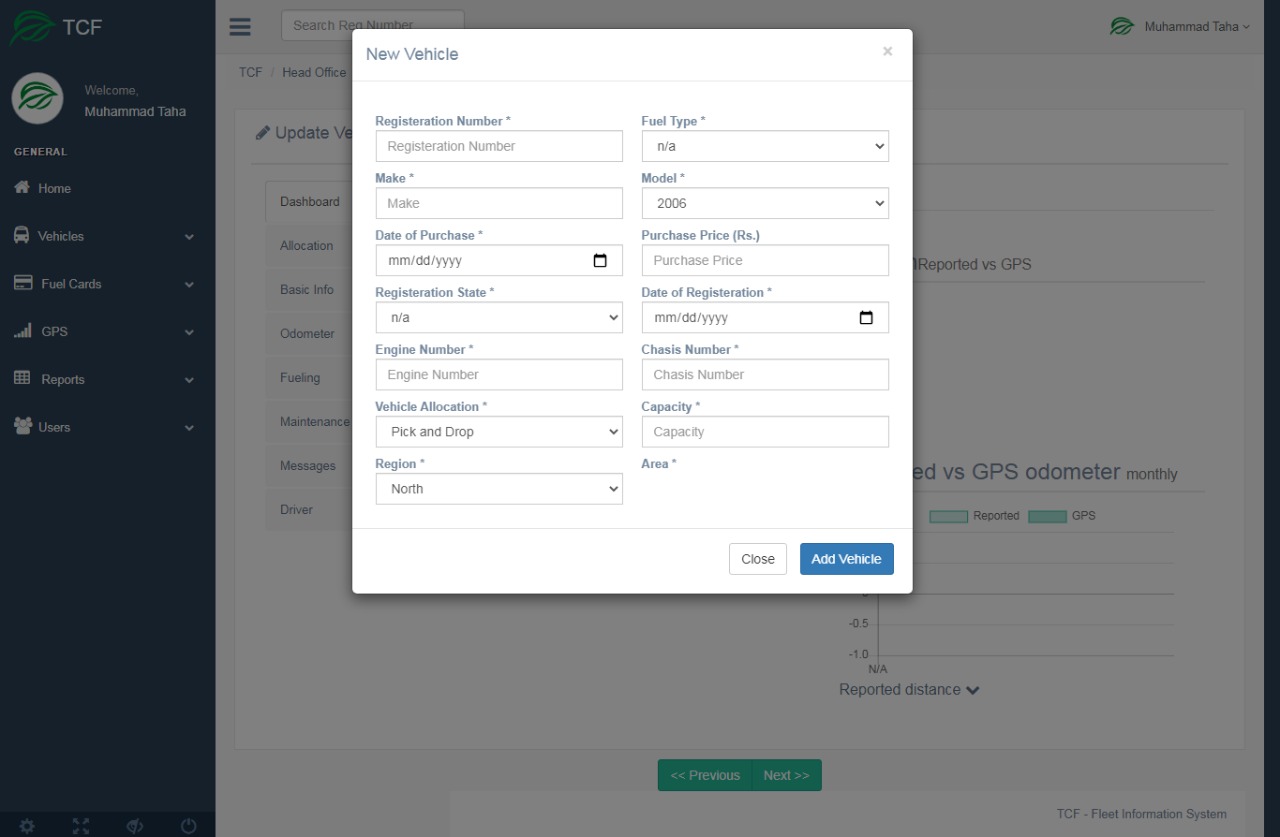 TCF
Search Reg Number
Muhammad Taha
Welcome,
Muhammad Taha
GENERAL
Home
Vehicles
Fuel Cards
GPS
Reports
Users
TCF / Head Office
Update Ve
Dashboard
Allocation
Basic Info
Odometer
Fueling
Maintenance
Messages
Driver
New Vehicle ×
Registeration Number * Fuel Type *
Registeration Number n/a
Make * Model *
Make 2006
Date of Purchase * Purchase Price (Rs.)
mm/dd/yyyy Purchase Price
Registeration State * Date of Registeration *
n/a mm/dd/yyyy
Engine Number * Chasis Number *
Engine Number Chasis Number
Vehicle Allocation * Capacity *
Pick and Drop Capacity
Region * Area *
North
Close Add Vehicle
Reported vs GPS
ed vs GPS odometer monthly
Reported GPS
-0.5
-1.0
N/A
Reported distance
<< Previous Next >>
TCF - Fleet Information System